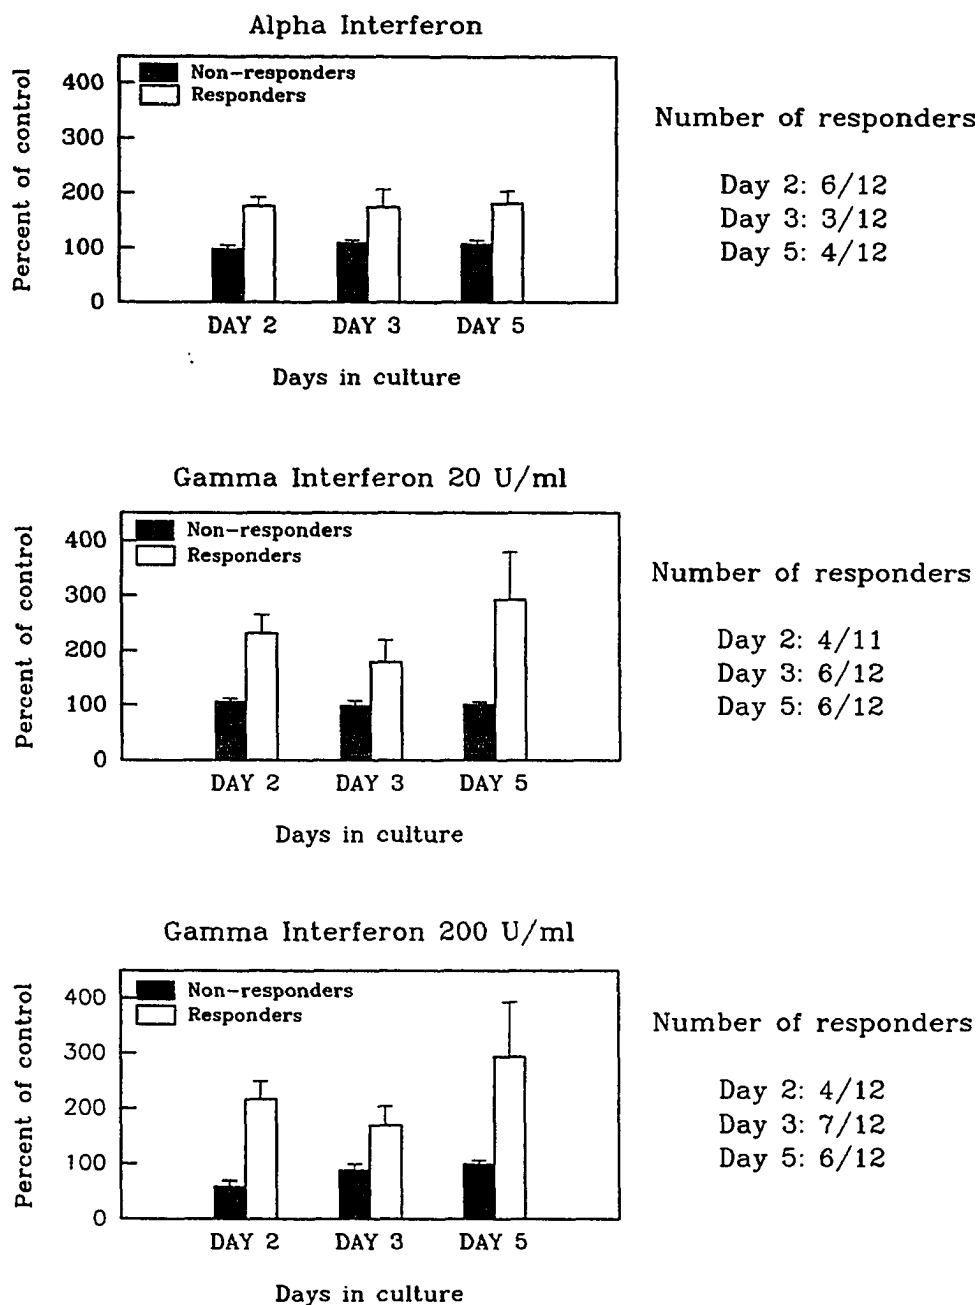 Alpha Interferon
Percent of control
400
300
200
100
0
Non-responders
Responders
DAY 2 DAY 3 DAY 5
Days in culture
Number of responders
Day 2: 6/12
Day 3: 3/12
Day 5: 4/12
Gamma Interferon 20 U/ml
Percent of control
400
300
200
100
0
Non-responders
Responders
DAY 2 DAY 3 DAY 5
Days in culture
Number of responders
Day 2: 4/11
Day 3: 6/12
Day 5: 6/12
Gamma Interferon 200 U/ml
Percent of control
400
300
200
100
0
Non-responders
Responders
DAY 2 DAY 3 DAY 5
Days in culture
Number of responders
Day 2: 4/12
Day 3: 7/12
Day 5: 6/12